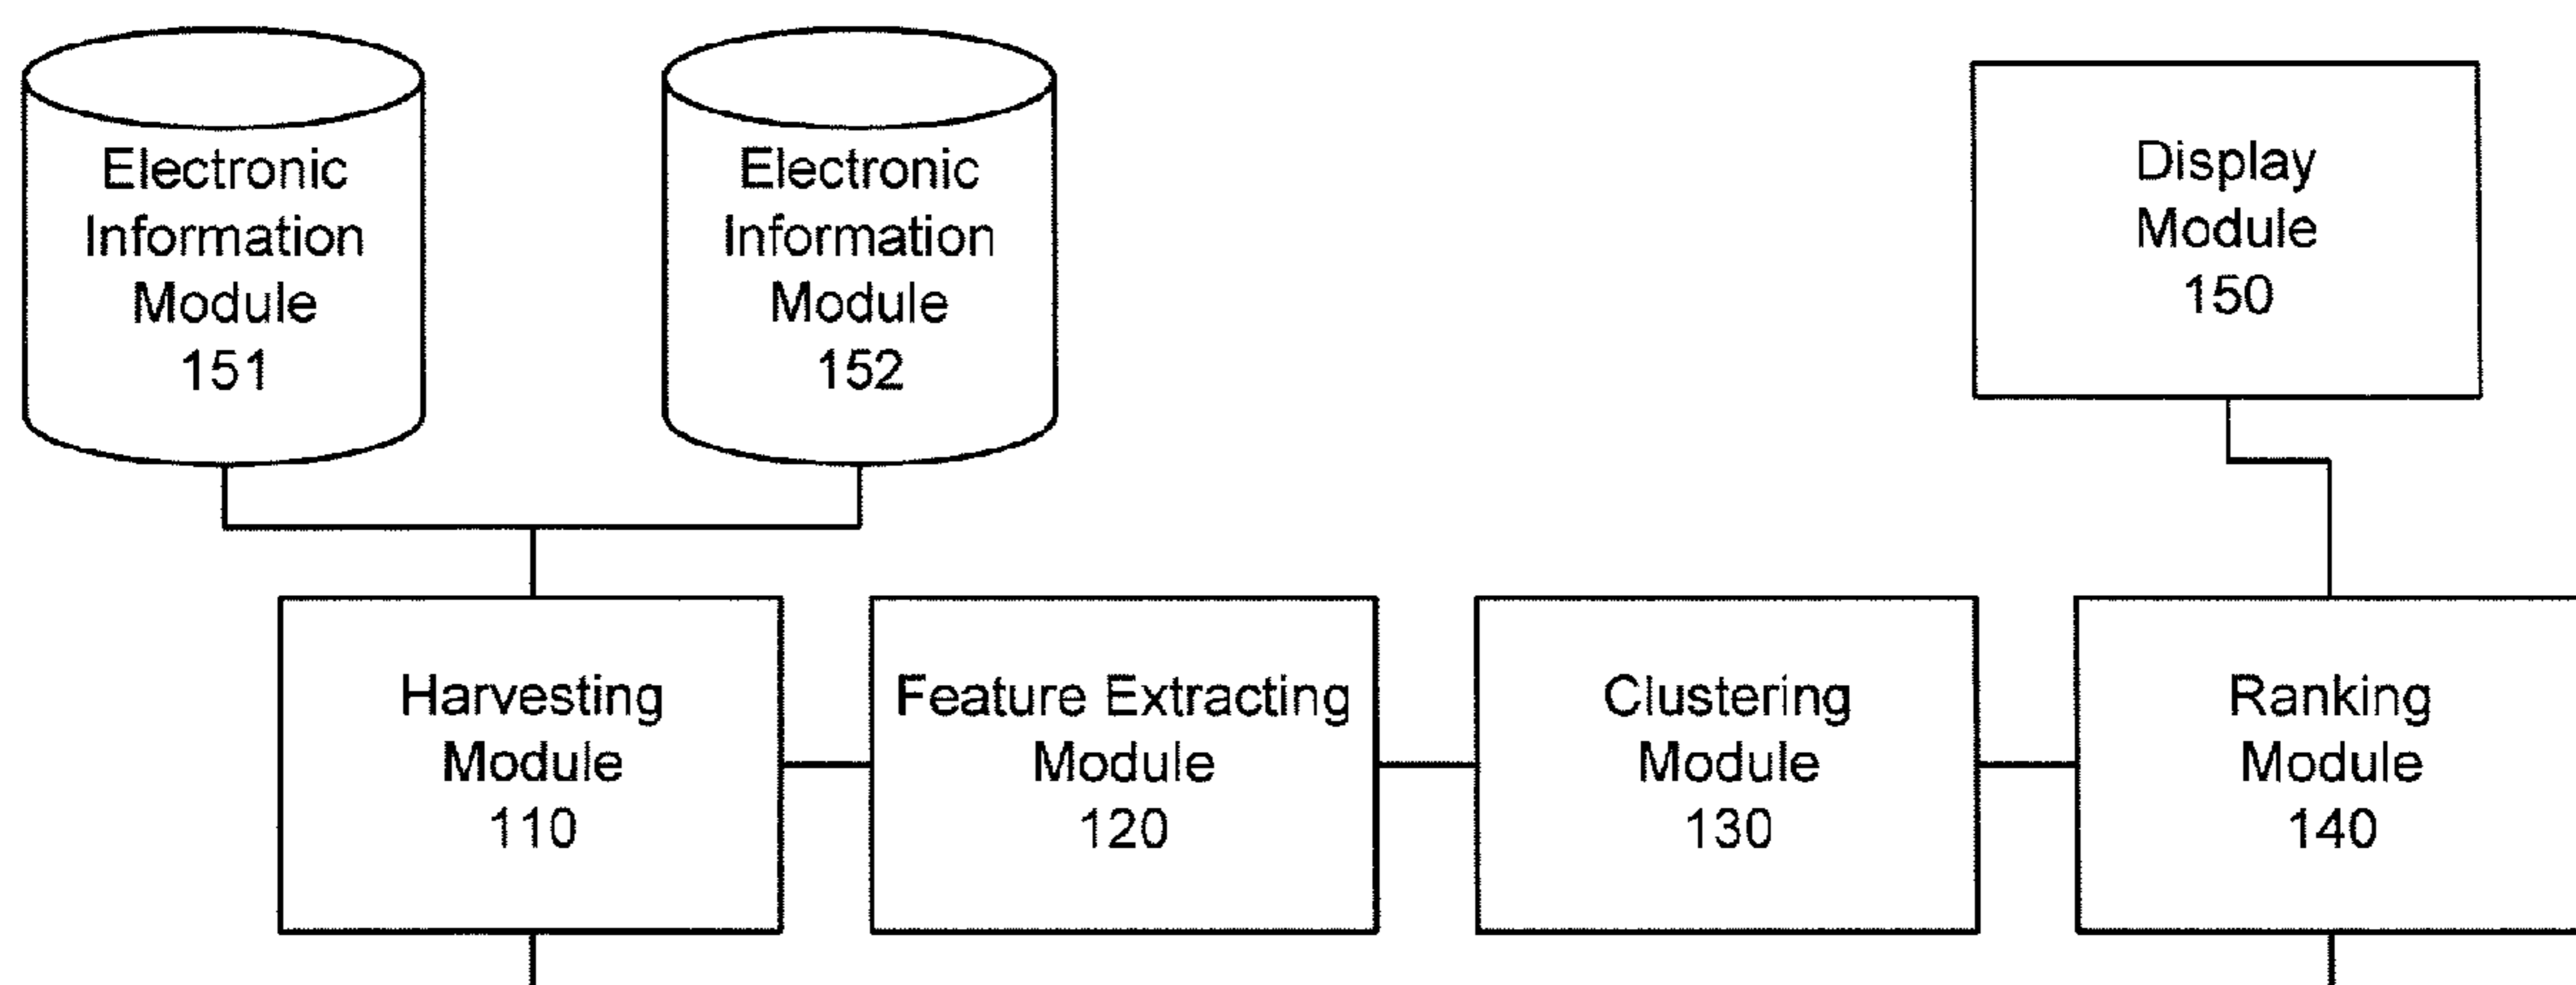 Electronic
Information
Module
151
Electronic
Information
Module
152
Display
Module
150
Harvesting
Module
110
Feature Extracting
Module
120
Clustering
Module
130
Ranking
Module
140